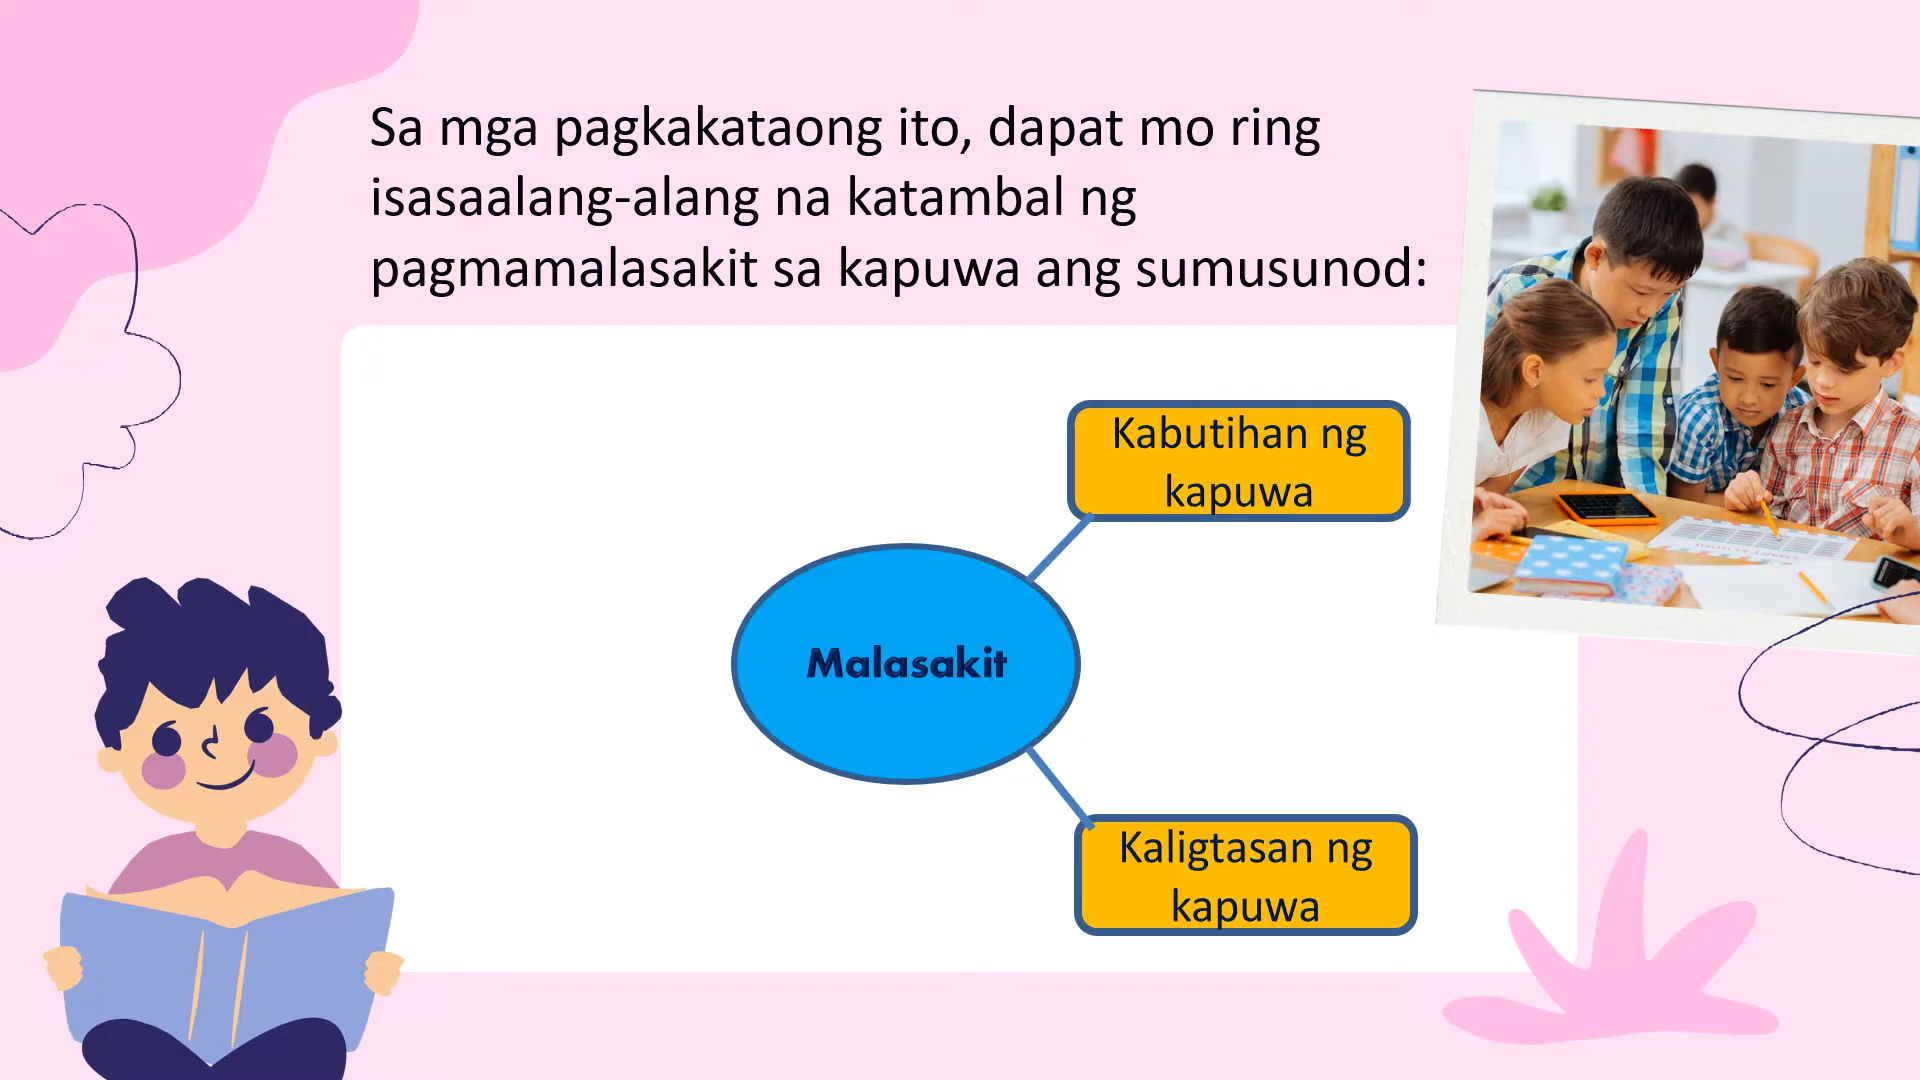 Sa mga pagkakataong ito, dapat mo ring
isasaalang-alang na katambal ng
pagmamalasakit sa kapuwa ang sumusunod:
Kabutihan ng
kapuwa
Malasakit
Kaligtasan ng
kapuwa